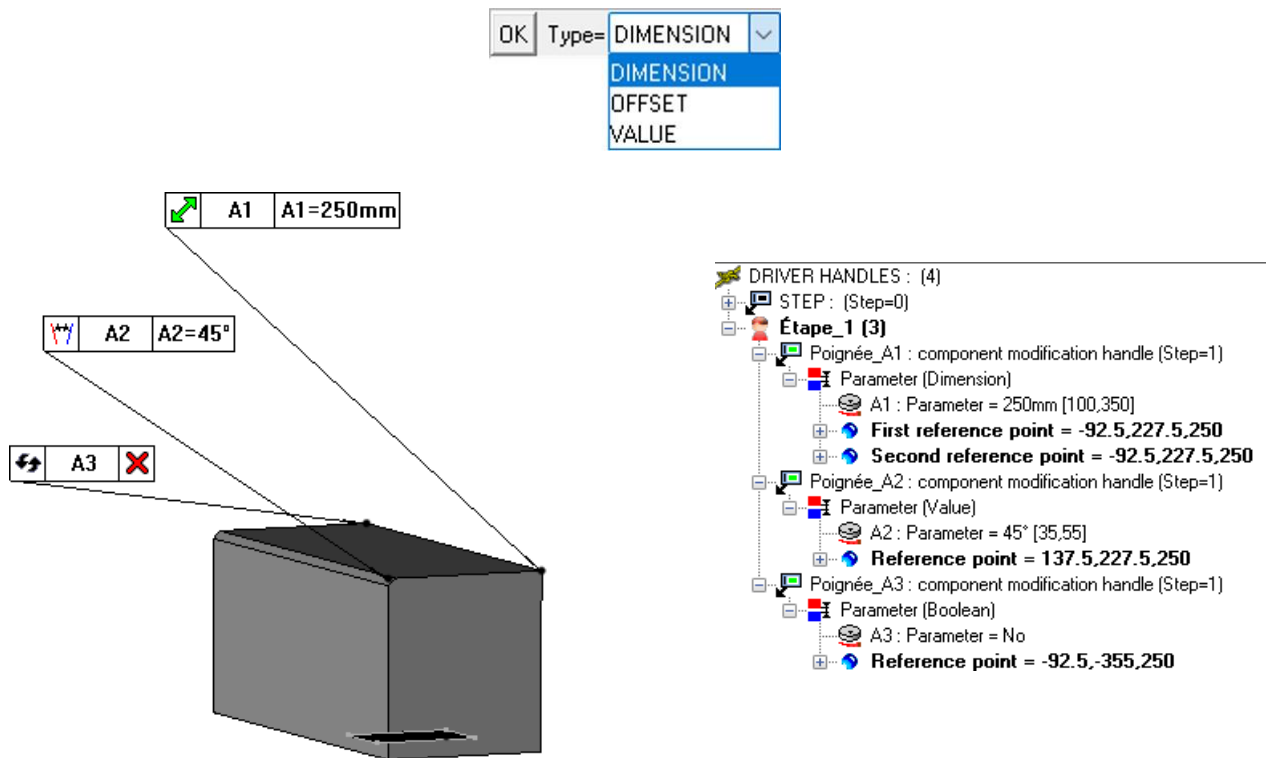 OK Type= DIMENSION
DIMENSION
OFFSET
VALUE
A1 A1=250mm
A2 A2=45°
A3
DRIVER HANDLES : (4)
STEP : (Step=0)
Étape_1 (3)
Poignée_A1 : component modification handle (Step=1)
Parameter (Dimension)
A1 : Parameter = 250mm [100,350]
First reference point = -92.5,227.5,250
Second reference point = -92.5,227.5,250
Poignée_A2 : component modification handle (Step=1)
Parameter (Value)
A2 : Parameter = 45° [35,55]
Reference point = 137.5,227.5,250
Poignée_A3 : component modification handle (Step=1)
Parameter (Boolean)
A3 : Parameter = No
Reference point = -92.5,-355,250